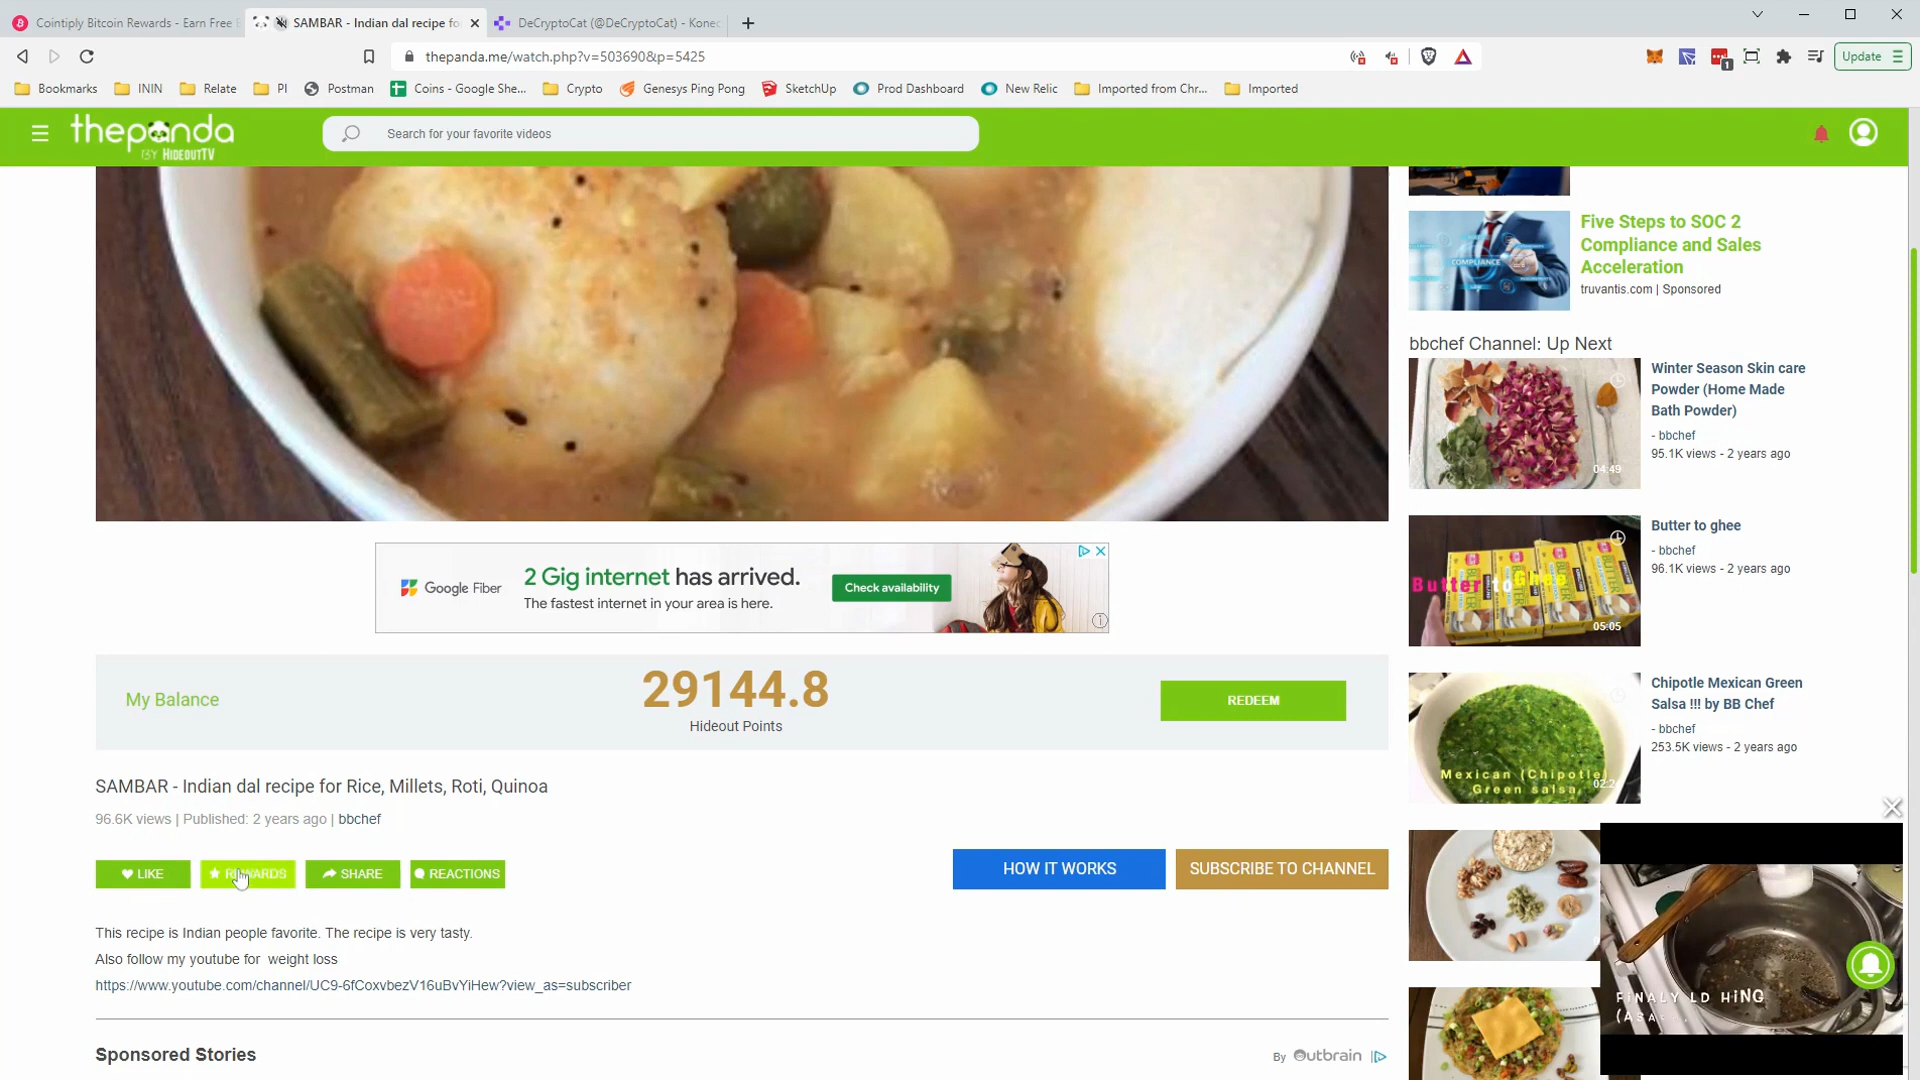 Cointiply Bitcoin Rewards - Earn Free
SAMBAR - Indian dal recipe fo
DeCryptoCat (@DeCryptoCat) - Konec
thepanda.me/watch.php?v=503690&p=5425
1
Update
Bookmarks
ININ
Relate
PI
Postman
Coins - Google She...
Crypto
Genesys Ping Pong
SketchUp
Prod Dashboard
New Relic
Imported from Chr...
Imported
thepanda
BY HIDEOUTTV
Search for your favorite videos
COMPLIANCE
Five Steps to SOC 2
Compliance and Sales
Acceleration
truvantis.com | Sponsored
bbchef Channel: Up Next
04:49
Winter Season Skin care
Powder (Home Made
Bath Powder)
- bbchef
95.1K views - 2 years ago
Butter to Ghee
05:05
Butter to ghee
- bbchef
96.1K views - 2 years ago
Mexican (Chipotle)
Green salsa
Chipotle Mexican Green
Salsa !!! by BB Chef
- bbchef
253.5K views - 2 years ago
Google Fiber
2 Gig internet has arrived.
The fastest internet in your area is here.
Check availability
My Balance
29144.8
Hideout Points
REDEEM
SAMBAR - Indian dal recipe for Rice, Millets, Roti, Quinoa
96.6K views | Published: 2 years ago | bbchef
LIKE
REWARDS
SHARE
REACTIONS
HOW IT WORKS
SUBSCRIBE TO CHANNEL
This recipe is Indian people favorite. The recipe is very tasty.
Also follow my youtube for weight loss
https://www.youtube.com/channel/UC9-6fCoxvbezV16uBvYiHew?view_as=subscriber
FINALY LD HiNG
Sponsored Stories
By Outbrain